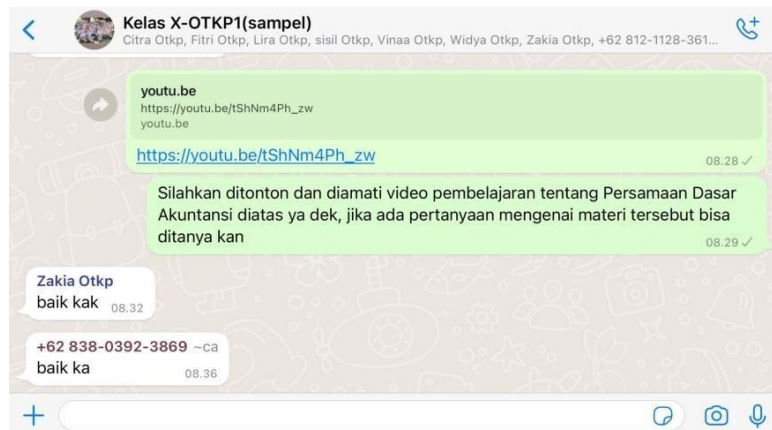 Kelas X-OTKP1(sampel)
Citra Otkp, Fitri Otkp, Lira Otkp, sisil Otkp, Vinaa Otkp, Widya Otkp, Zakia Otkp, +62 812-1128-361...
youtu.be
https://youtu.be/tShNm4Ph_zw
youtu.be
https://youtu.be/tShNm4Ph_zw
08.28
Silahkan ditonton dan diamati video pembelajaran tentang Persamaan Dasar
Akuntansi diatas ya dek, jika ada pertanyaan mengenai materi tersebut bisa
ditanya kan
08.29
Zakia Otkp
baik kak 08.32
+62 838-0392-3869 ~ca
baik ka 08.36